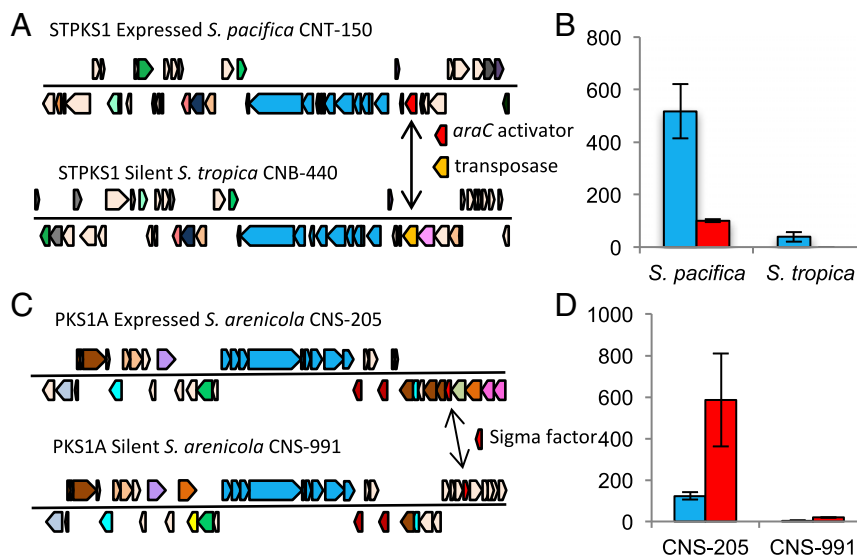 A
STPKS1 Expressed S. pacifica CNT-150
araC activator
transposase
STPKS1 Silent S. tropica CNB-440
B
800
600
400
200
0
S. pacifica S. tropica
C
PKS1A Expressed S. arenicola CNS-205
Sigma factor
PKS1A Silent S. arenicola CNS-991
D
1000
800
600
400
200
0
CNS-205 CNS-991